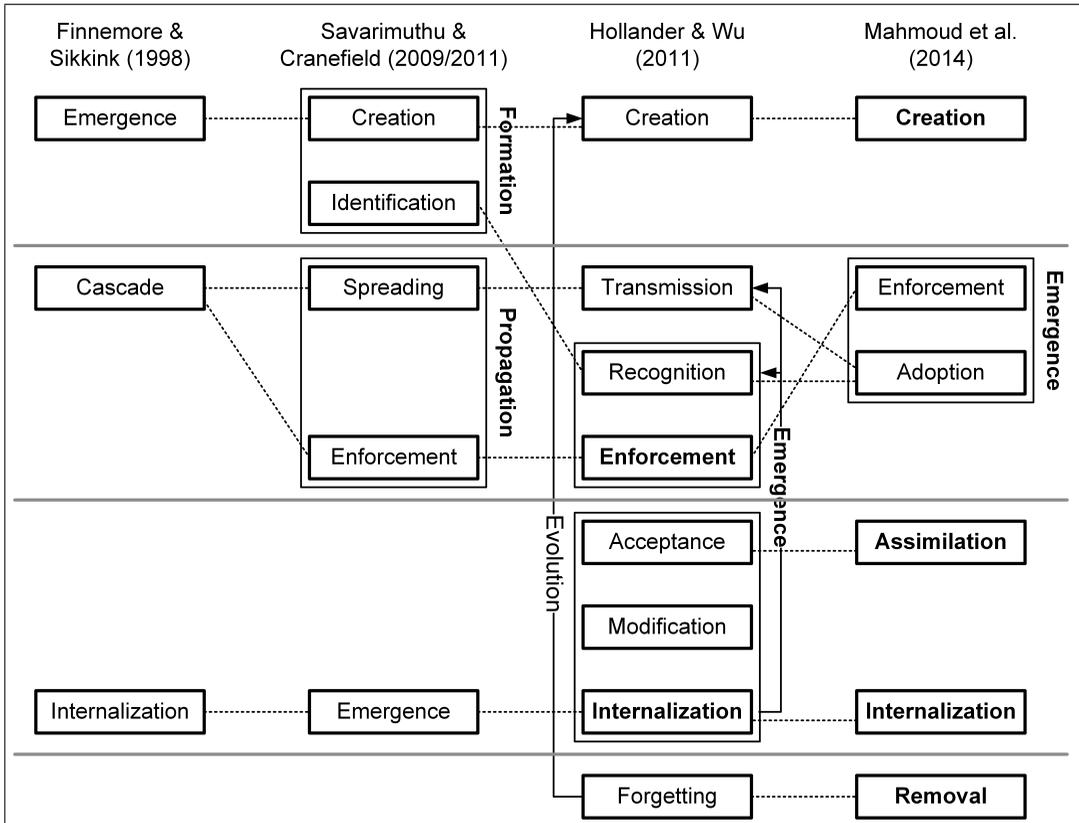 Finnemore &
Sikkink (1998)
Savarimuthu &
Cranefield (2009/2011)
Hollander & Wu
(2011)
Mahmoud et al.
(2014)
Emergence
Creation
Creation
Creation
Formation
Identification
Cascade
Spreading
Transmission
Enforcement
Emergence
Propagation
Recognition
Adoption
Enforcement
Enforcement
Emergence
Evolution
Acceptance
Assimilation
Modification
Internalization
Emergence
Internalization
Internalization
Forgetting
Removal